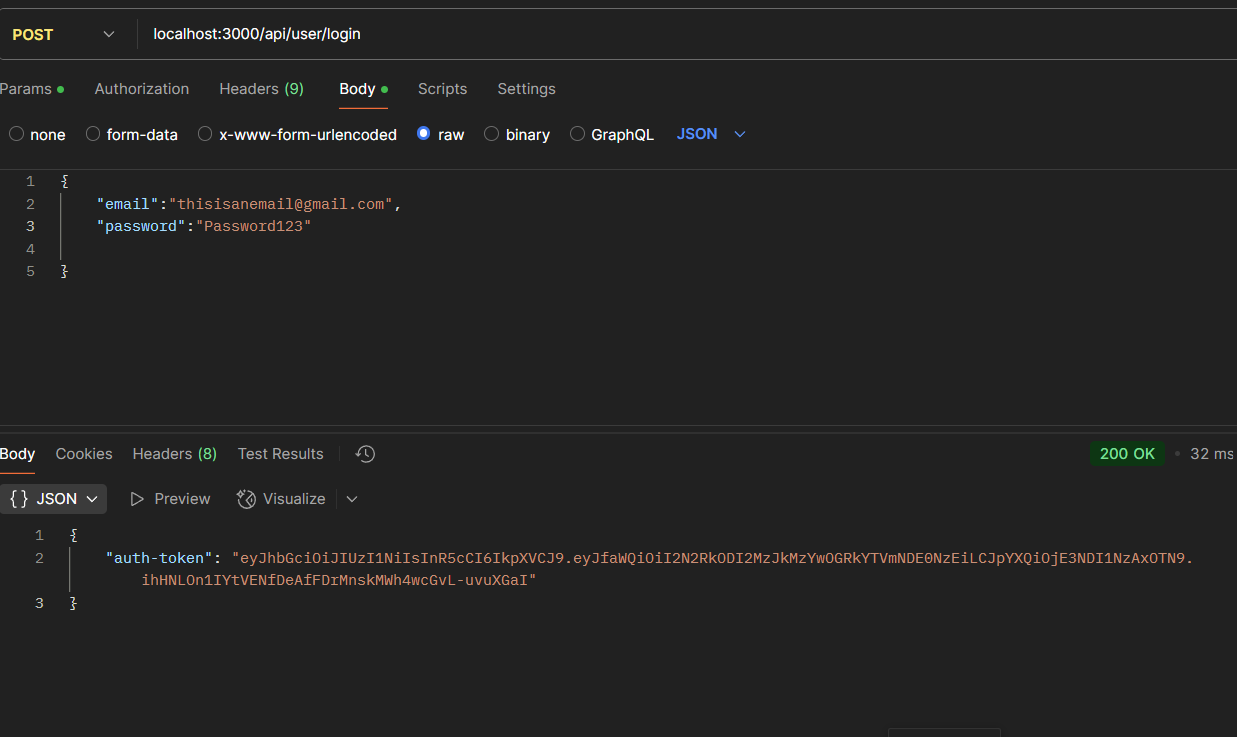 POST localhost:3000/api/user/login
Params Authorization Headers (9) Body Scripts Settings
none form-data x-www-form-urlencoded raw binary GraphQL JSON
1 {
2 "email":"thisisanemail@gmail.com",
3 "password":"Password123"
4
5 }
Body Cookies Headers (8) Test Results 200 OK • 32 ms
{} JSON Preview Visualize
1 {
2 "auth-token": "eyJhbGciOiJIUzI1NiIsInR5cCI6IkpXVCJ9.eyJfaWQiOiI2N2RkODI2MzJkMzYwOGRkYTVmNDE0NzEiLCJpYXQiOjE3NDI1NzAxOTN9.
ihHNLOn1IYtVENfDeAfFDrMnskMWh4wcGvL-uvuXGaI"
3 }